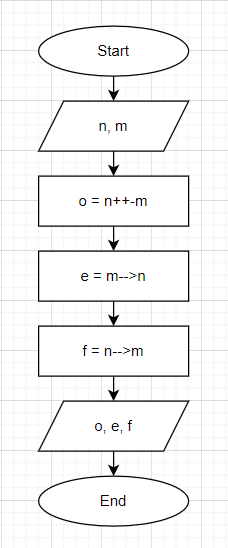 Start
n, m
o = n++-m
e = m-->n
f = n-->m
o, e, f
End